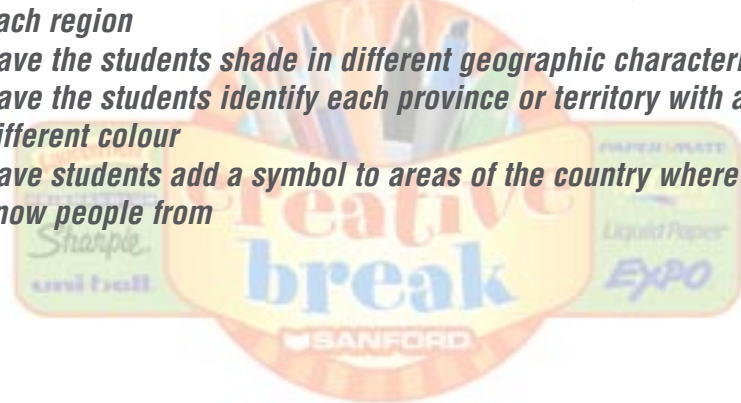 ach region
ave the students shade in different geographic characteri
ave the students identify each province or territory with a
ifferent colour
ave students add a symbol to areas of the country where
now people from
creative
break
SANFORD
Sharpie
uni-ball
PAPER MATE
Liquid Paper
EXPO